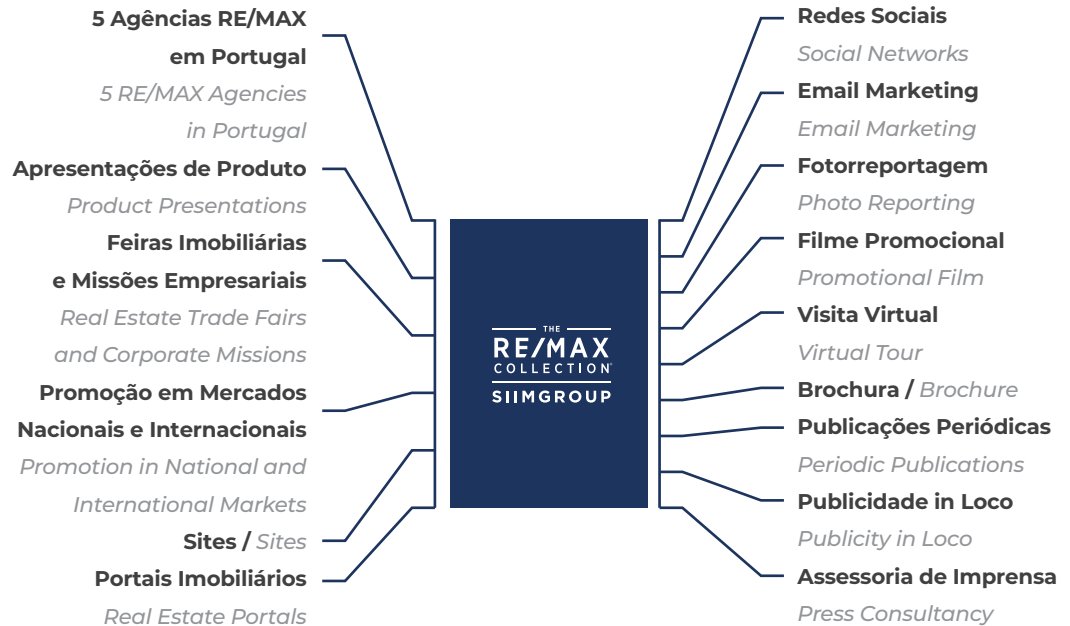 5 Agências RE/MAX
em Portugal
5 RE/MAX Agencies
in Portugal
Apresentações de Produto
Product Presentations
Feiras Imobiliárias
e Missões Empresariais
Real Estate Trade Fairs
and Corporate Missions
Promoção em Mercados
Nacionais e Internacionais
Promotion in National and
International Markets
Sites / Sites
Portais Imobiliários
Real Estate Portals
THE
RE/MAX
COLLECTION
SIIMGROUP
Redes Sociais
Social Networks
Email Marketing
Email Marketing
Fotorreportagem
Photo Reporting
Filme Promocional
Promotional Film
Visita Virtual
Virtual Tour
Brochura / Brochure
Publicações Periódicas
Periodic Publications
Publicidade in Loco
Publicity in Loco
Assessoria de Imprensa
Press Consultancy